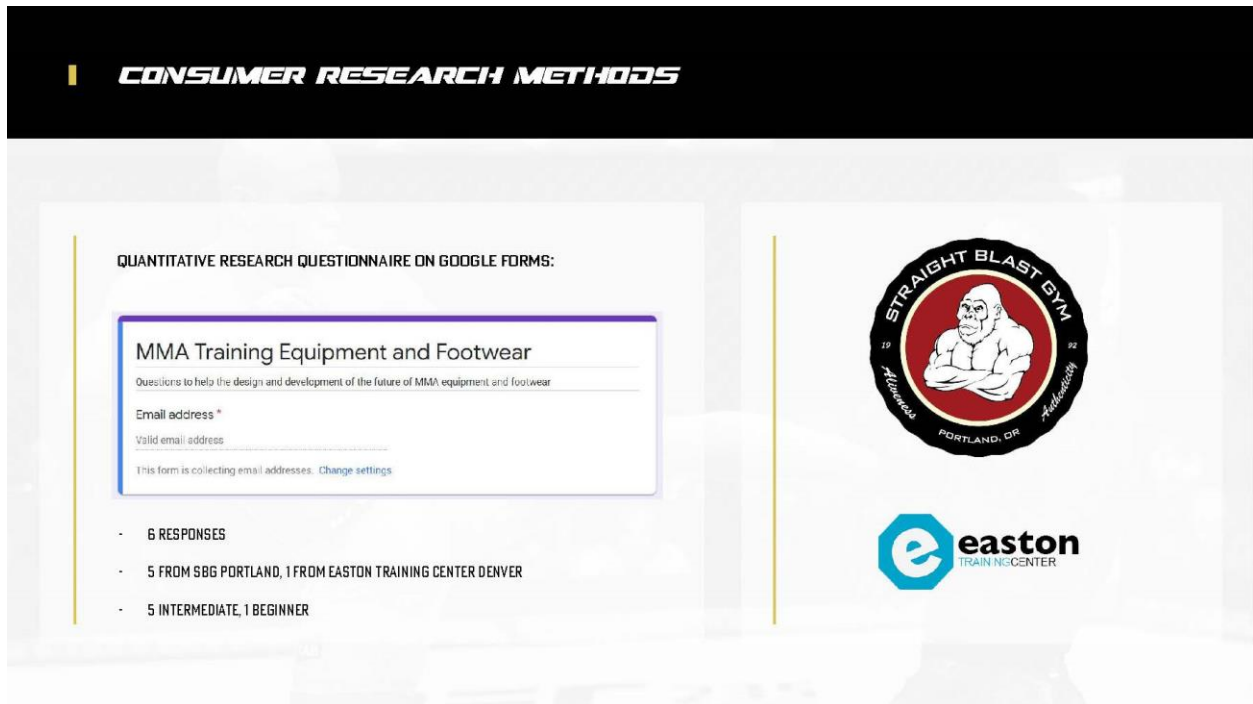 CONSUMER RESEARCH METHODS
QUANTITATIVE RESEARCH QUESTIONNAIRE ON GOOGLE FORMS:
MMA Training Equipment and Footwear
Questions to help the design and development of the future of MMA equipment and footwear
Email address *
Valid email address
This form is collecting email addresses. Change settings
- 6 RESPONSES
- 5 FROM SBG PORTLAND, 1 FROM EASTON TRAINING CENTER DENVER
- 5 INTERMEDIATE, 1 BEGINNER
STRAIGHT BLAST GYM
19 92
Aliveness
Authenticity
PORTLAND, OR
e easton
TRAININGCENTER